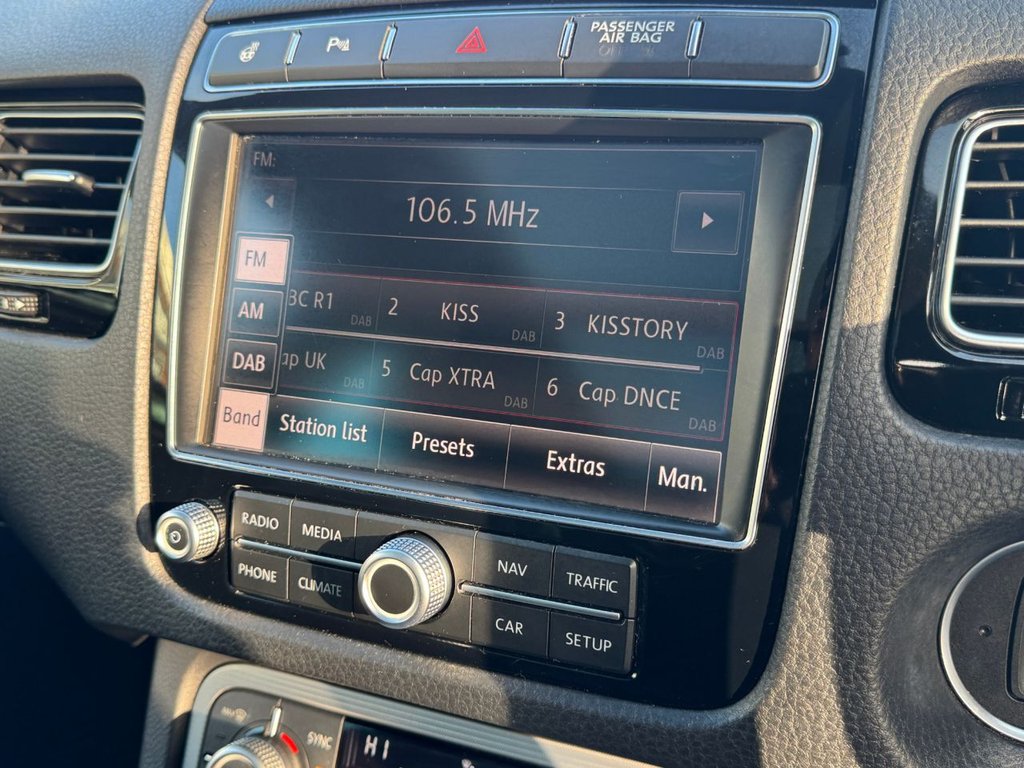 PASSENGER
AIR BAG
FM:
106.5 MHz
FM
AM
DAB
Band
BC R1 DAB
2 KISS DAB
3 KISSTORY DAB
ap UK DAB
5 Cap XTRA DAB
6 Cap DNCE DAB
Station list
Presets
Extras
Man.
RADIO
MEDIA
PHONE
CLIMATE
NAV
TRAFFIC
CAR
SETUP
SYNC
HI